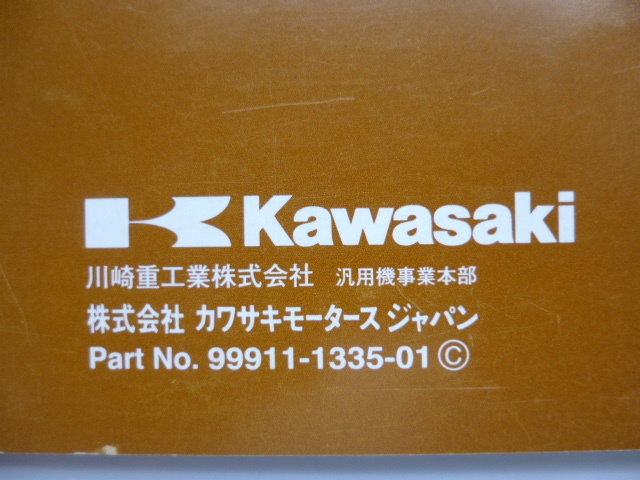 Kawasaki
川崎重工業株式会社 汎用機事業本部
株式会社 カワサキモータース ジャパン
Part No. 99911-1335-01 ©